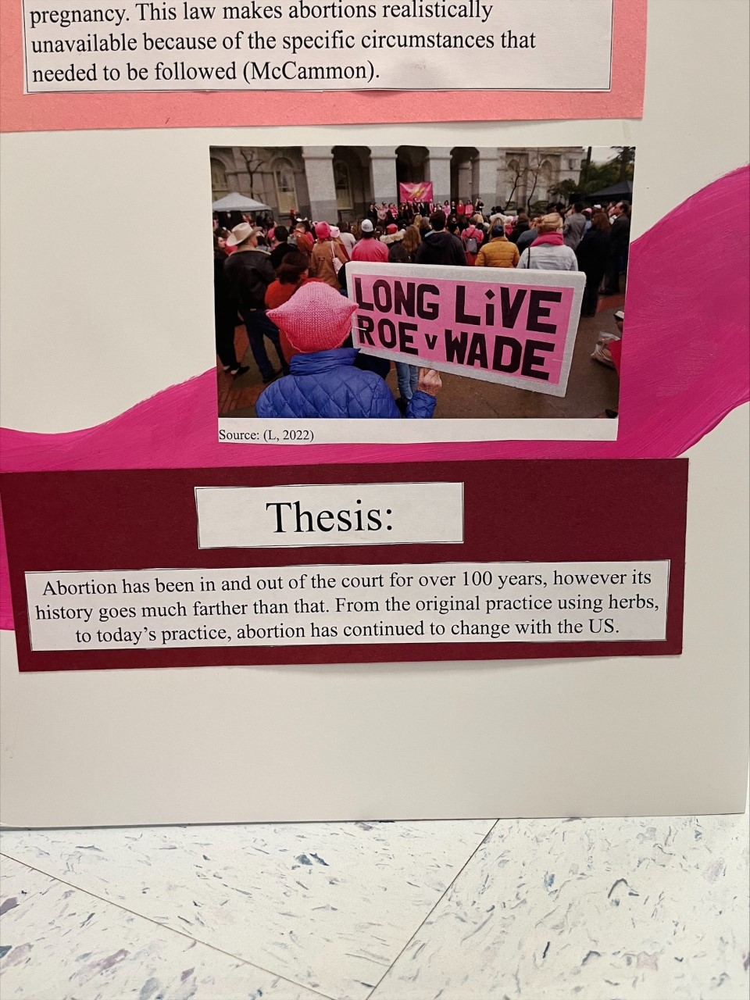 pregnancy. This law makes abortions realistically
unavailable because of the specific circumstances that
needed to be followed (McCammon).
LONG LiVE
ROE v WADE
Source: (L, 2022)
Thesis:
Abortion has been in and out of the court for over 100 years, however its
history goes much farther than that. From the original practice using herbs,
to today’s practice, abortion has continued to change with the US.